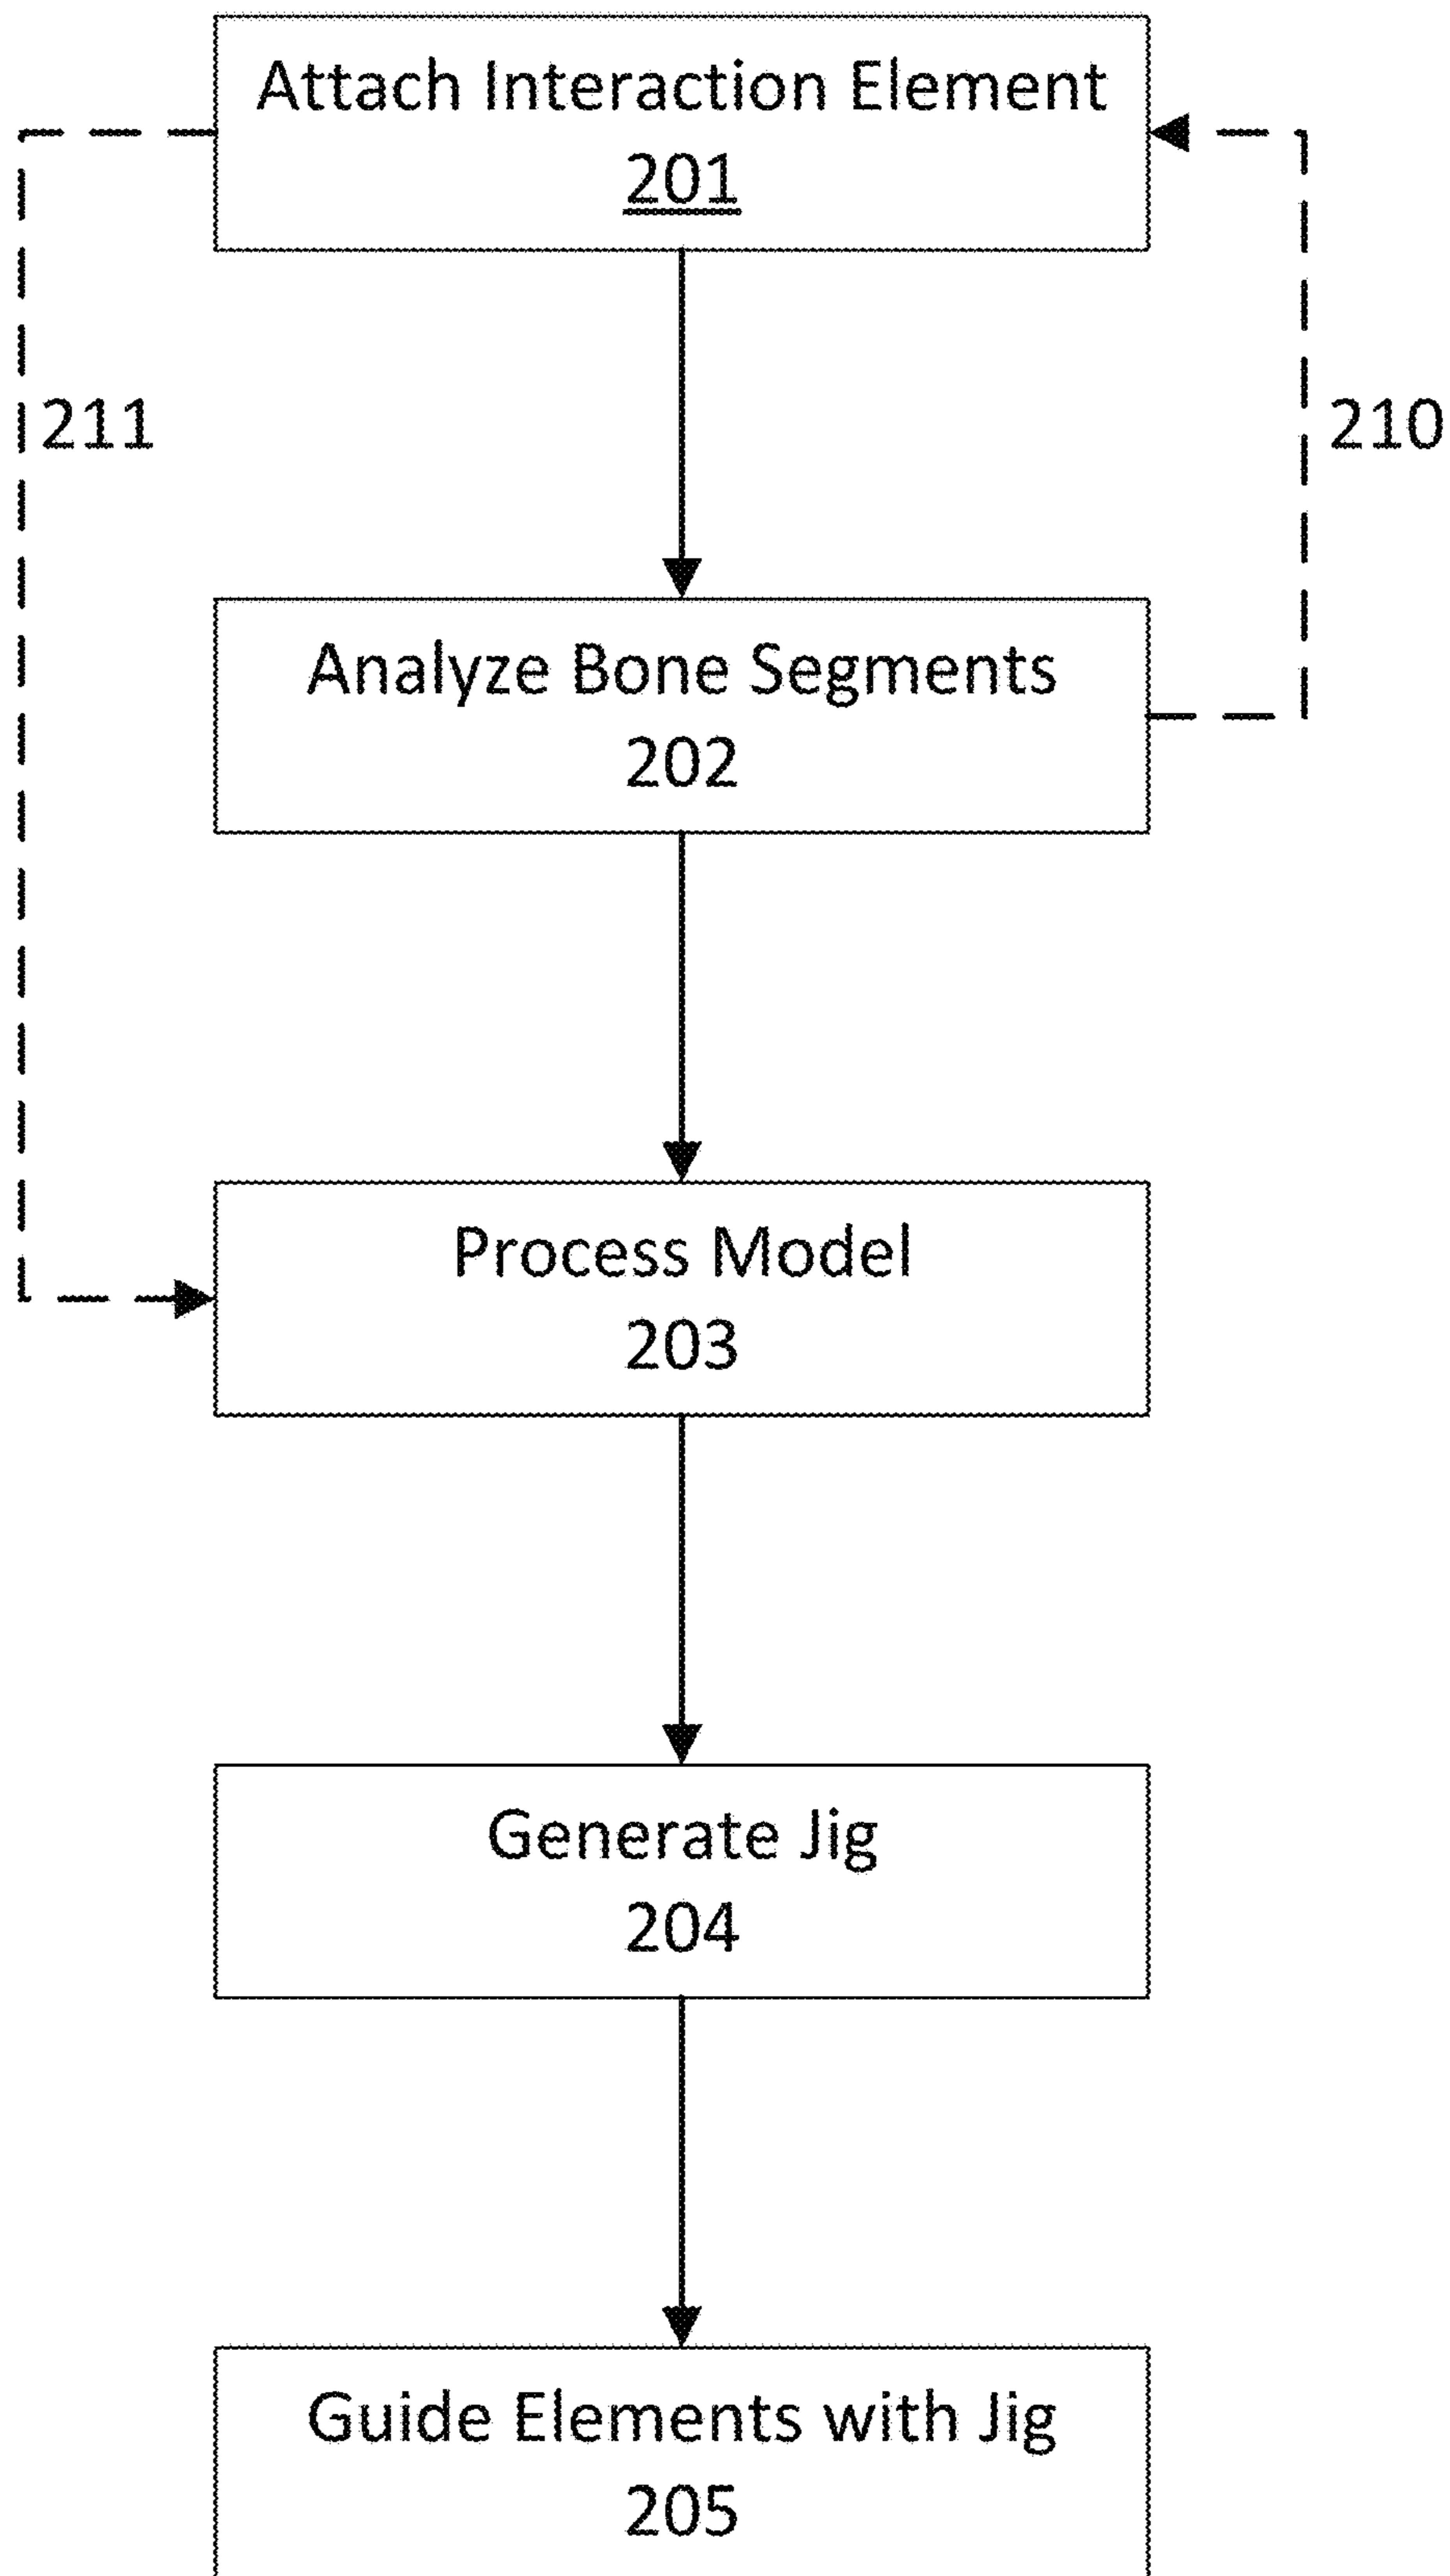 Attach Interaction Element
201
211
210
Analyze Bone Segments
202
Process Model
203
Generate Jig
204
Guide Elements with Jig
205